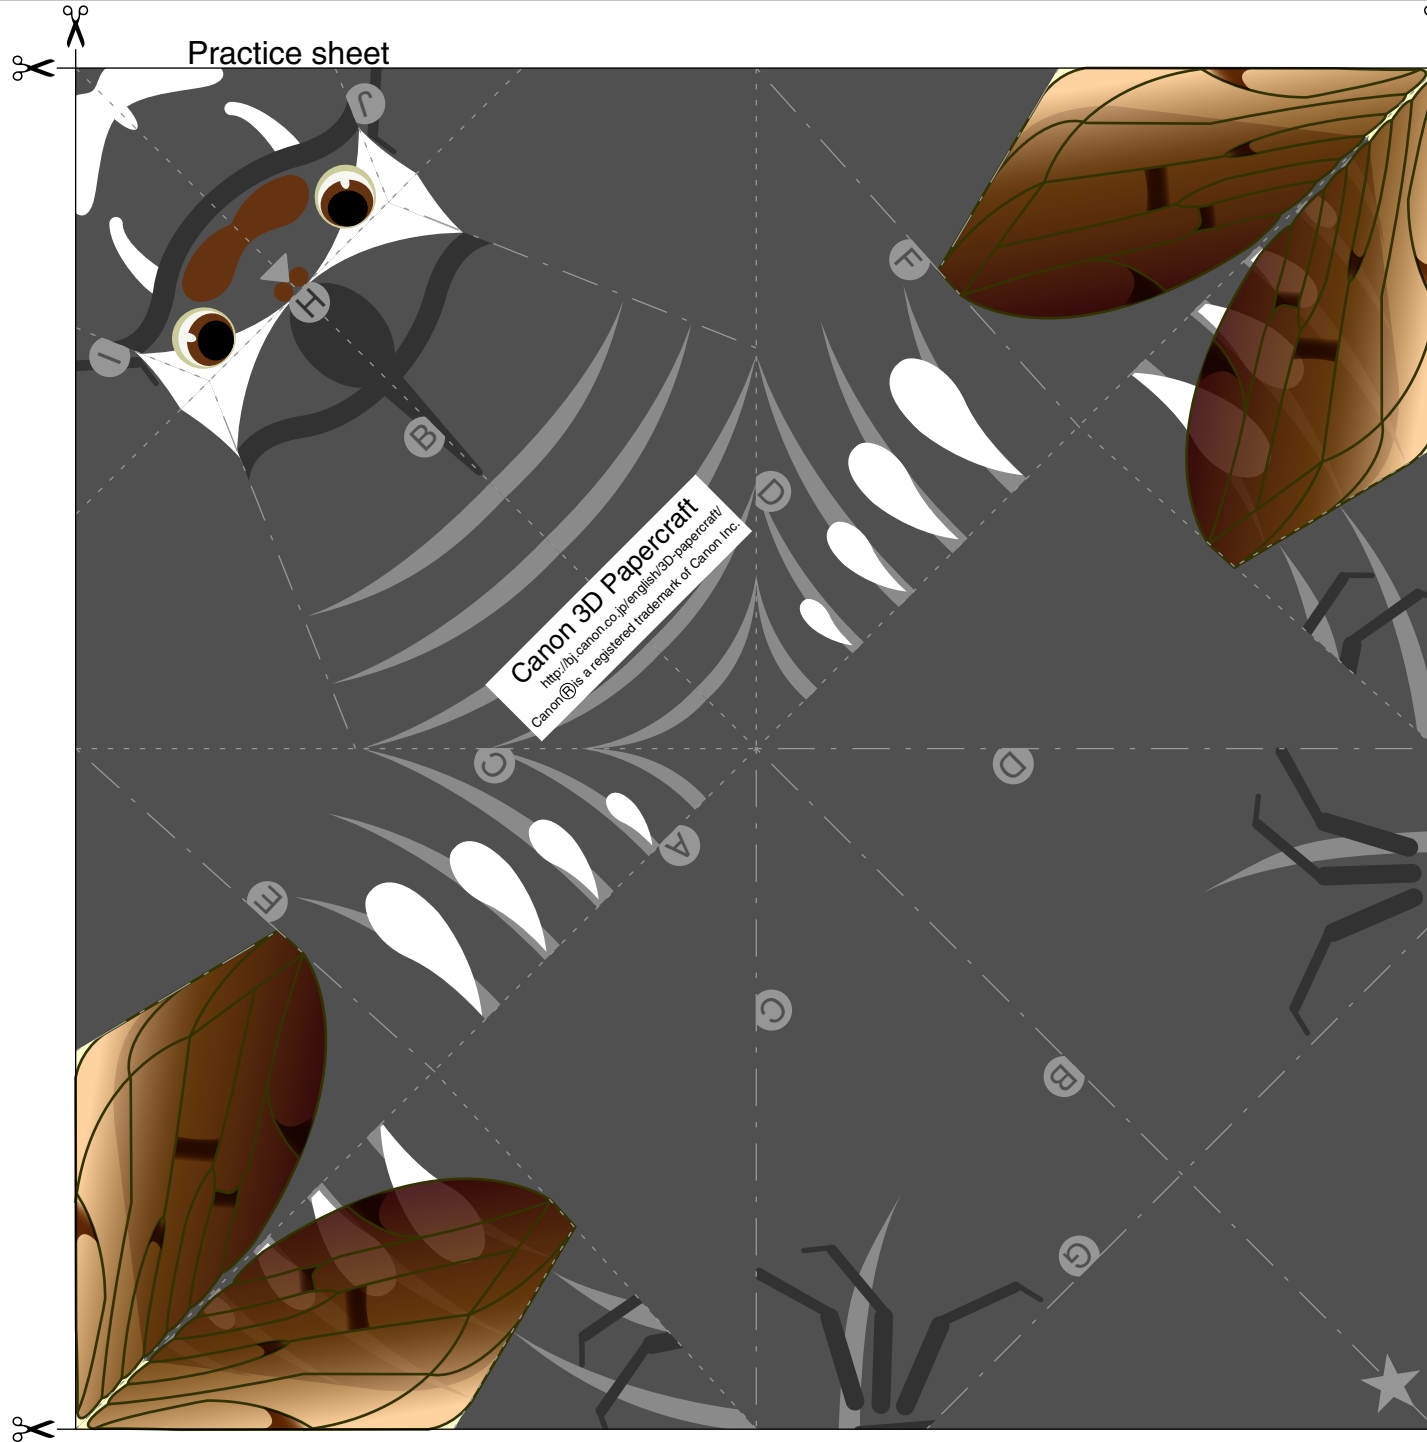 Practice sheet
J
F
H
I
B
D
Canon 3D Papercraft
http://bj.canon.co.jp/english/3D-papercraft/
Canon®is a registered trademark of Canon Inc.
C
D
A
E
C
B
G